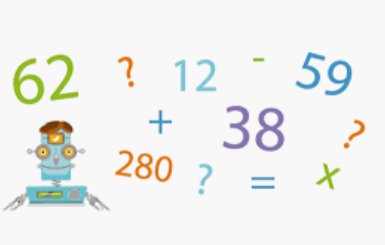 62 ? 12 - 59
+ 38 ?
280 ? = x